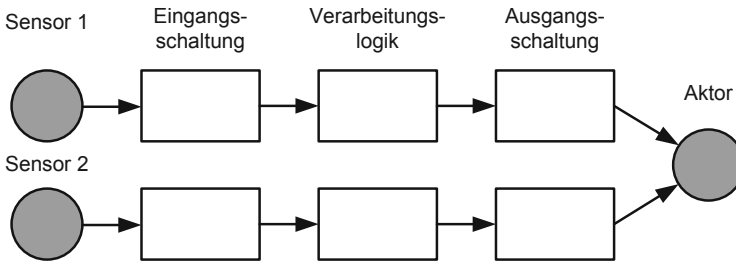 Sensor 1
Eingangs-
schaltung
Verarbeitungs-
logik
Ausgangs-
schaltung
Aktor
Sensor 2